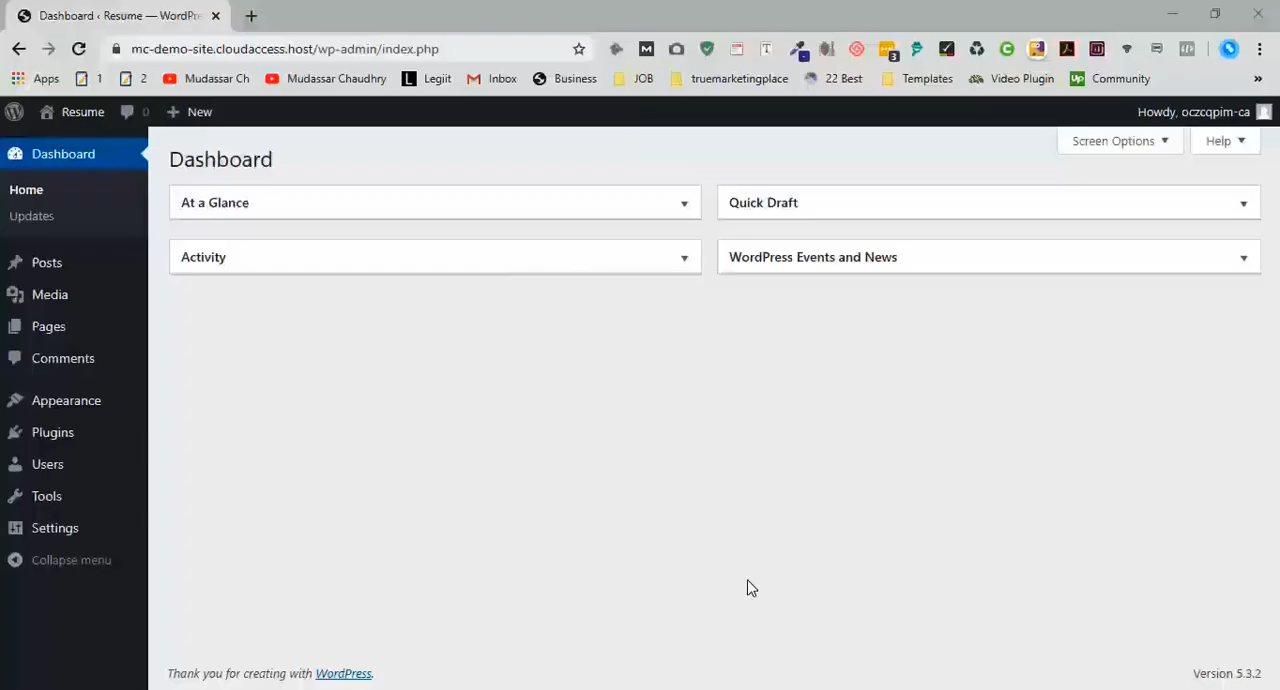 Dashboard ‹ Resume — WordPre
mc-demo-site.cloudaccess.host/wp-admin/index.php
3
Apps 1 2 Mudassar Ch Mudassar Chaudhry Legiit Inbox Business JOB truemarketingplace 22 Best Templates Video Plugin Community »
Resume 0 New Howdy, oczcqpim-ca
Dashboard
Screen Options Help
Dashboard
Home
Updates
Posts
Media
Pages
Comments
Appearance
Plugins
Users
Tools
Settings
Collapse menu
At a Glance
Quick Draft
Activity
WordPress Events and News
Thank you for creating with WordPress.
Version 5.3.2